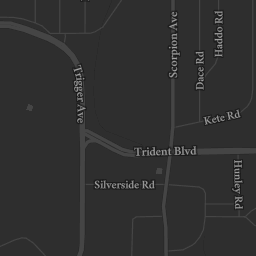 Scorpion Ave
Haddo Rd
Dace Rd
Trigger Ave
Kete Rd
Trident Blvd
Hunley Rd
Silverside Rd